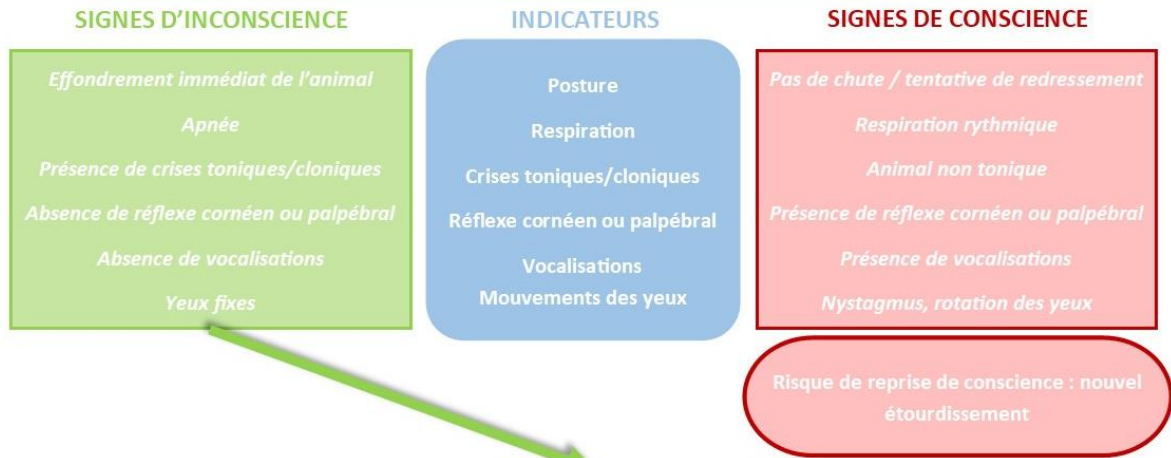 SIGNES D'INCONSCIENCE
Effondrement immédiat de l'animal
Apnée
Présence de crises toniques/cloniques
Absence de réflexe cornéen ou palpébral
Absence de vocalisations
Yeux fixes
INDICATEURS
Posture
Respiration
Crises toniques/cloniques
Réflexe cornéen ou palpébral
Vocalisations
Mouvements des yeux
SIGNES DE CONSCIENCE
Pas de chute / tentative de redressement
Respiration rythmique
Animal non tonique
Présence de réflexe cornéen ou palpébral
Présence de vocalisations
Nystagmus, rotation des yeux
Risque de reprise de conscience : nouvel
étourdissement